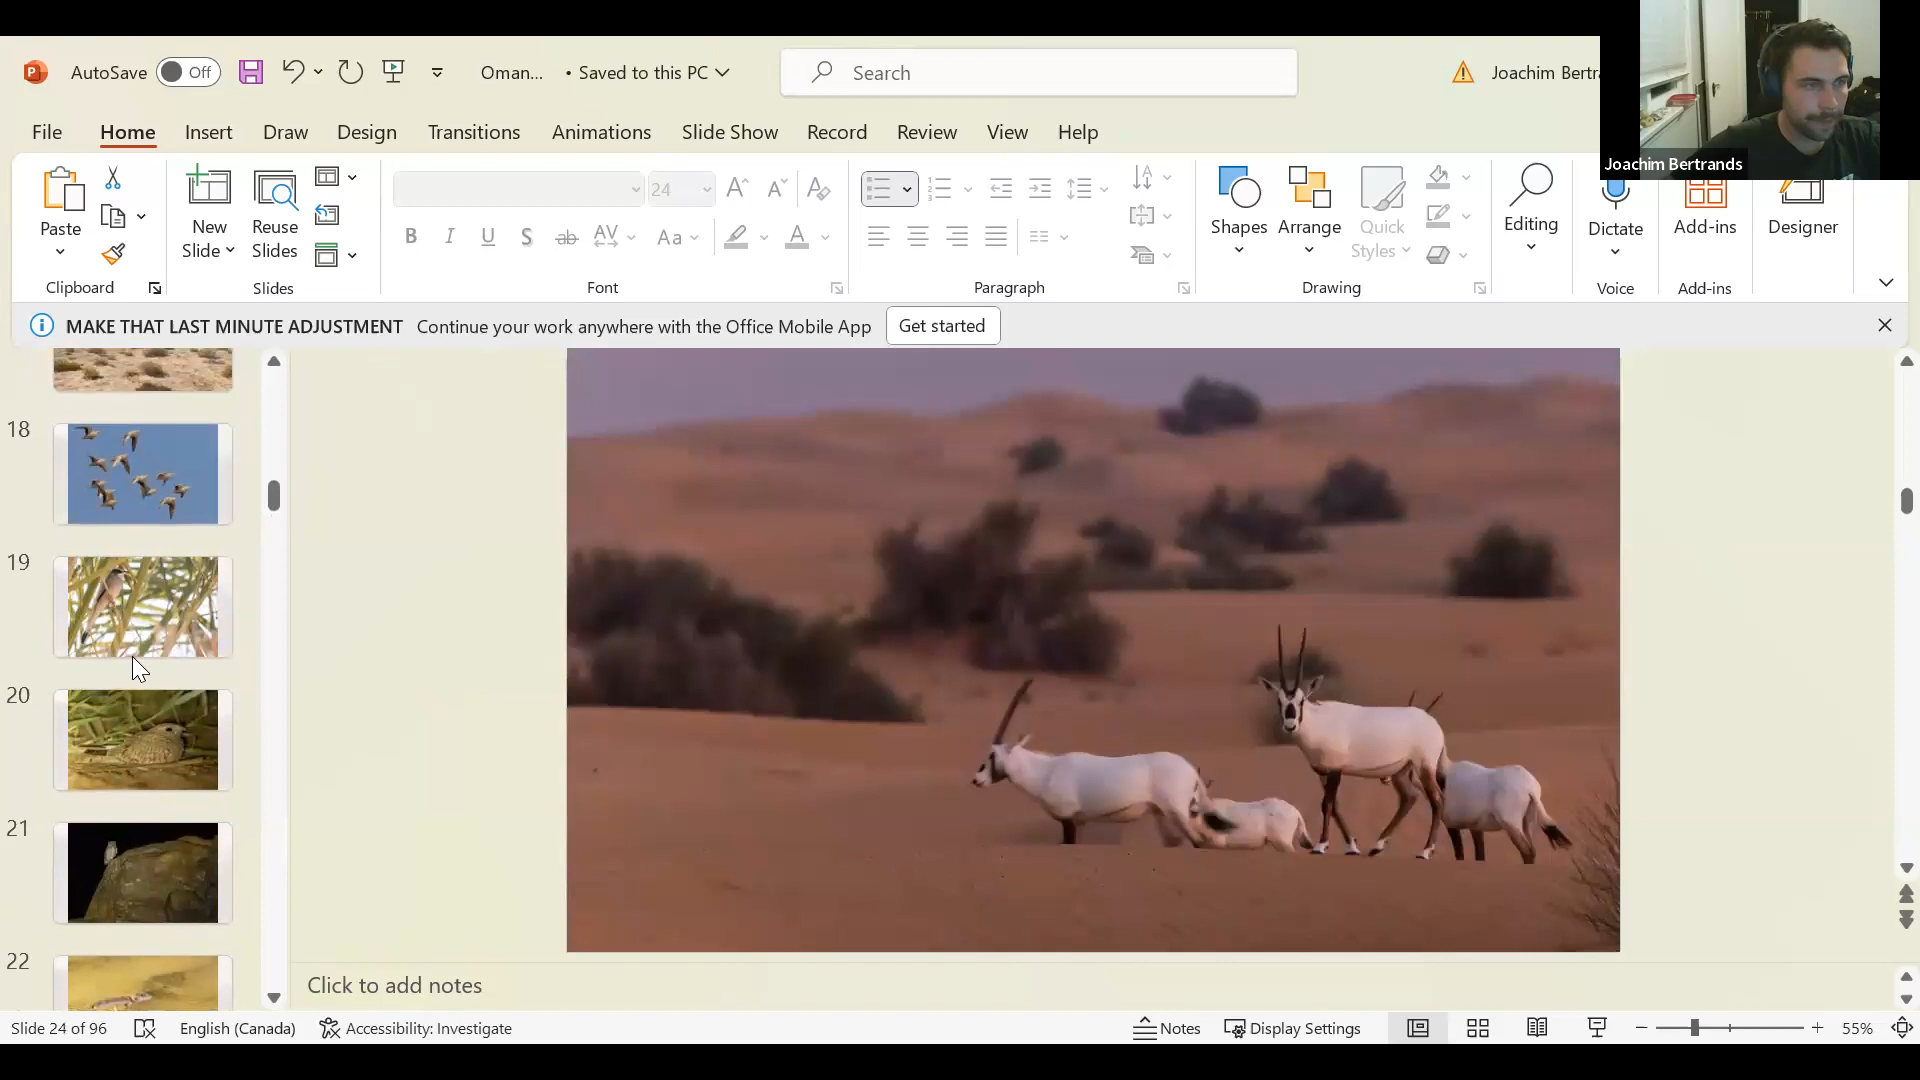 AutoSave Off Oman... • Saved to this PC Search Joachim Bertra
File Home Insert Draw Design Transitions Animations Slide Show Record Review View Help
Joachim Bertrands
Paste
New Slide
Reuse Slides
24
B I U S ab AV Aa A
Shapes
Arrange
Quick Styles
Editing
Dictate
Add-ins
Designer
Clipboard Slides Font Paragraph Drawing Voice Add-ins
MAKE THAT LAST MINUTE ADJUSTMENT Continue your work anywhere with the Office Mobile App Get started
18
19
20
21
22
Click to add notes
Slide 24 of 96 English (Canada) Accessibility: Investigate Notes Display Settings 55%